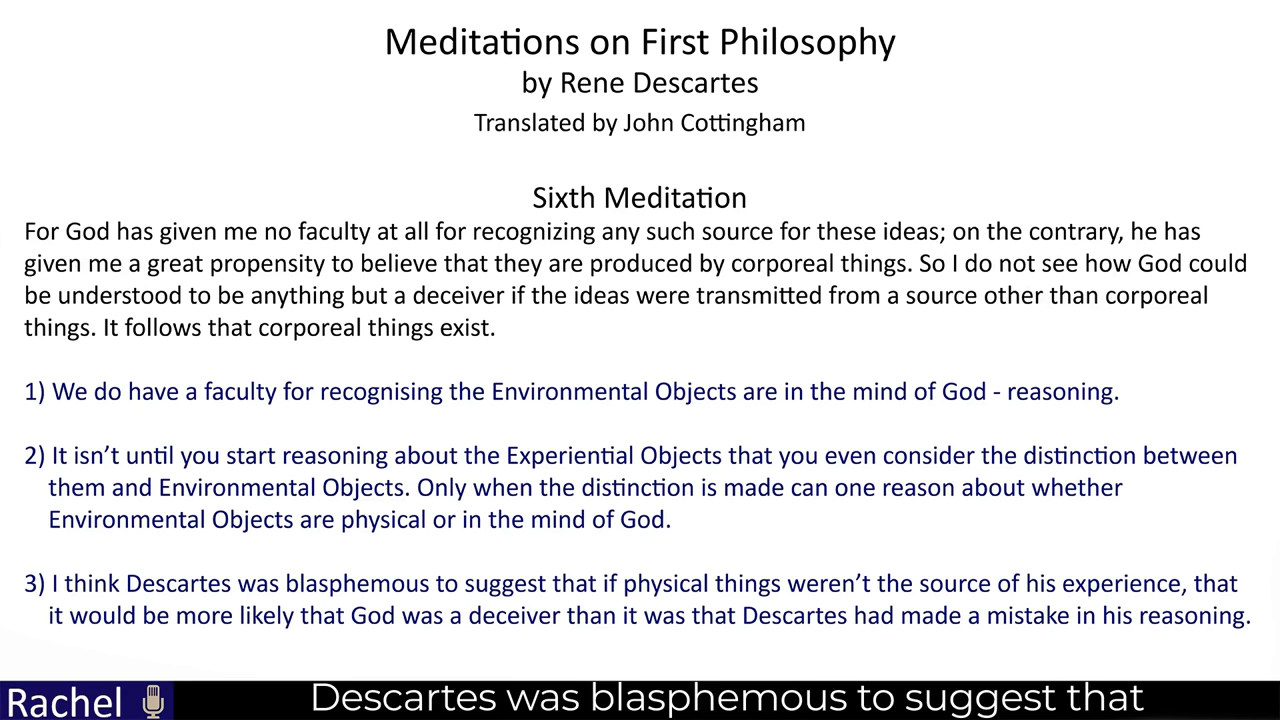 Meditations on First Philosophy
by Rene Descartes
Translated by John Cottingham
Sixth Meditation
For God has given me no faculty at all for recognizing any such source for these ideas; on the contrary, he has
given me a great propensity to believe that they are produced by corporeal things. So I do not see how God could
be understood to be anything but a deceiver if the ideas were transmitted from a source other than corporeal
things. It follows that corporeal things exist.
1) We do have a faculty for recognising the Environmental Objects are in the mind of God - reasoning.
2) It isn't until you start reasoning about the Experiential Objects that you even consider the distinction between
them and Environmental Objects. Only when the distinction is made can one reason about whether
Environmental Objects are physical or in the mind of God.
3) I think Descartes was blasphemous to suggest that if physical things weren't the source of his experience, that
it would be more likely that God was a deceiver than it was that Descartes had made a mistake in his reasoning.
Rachel
Descartes was blasphemous to suggest that